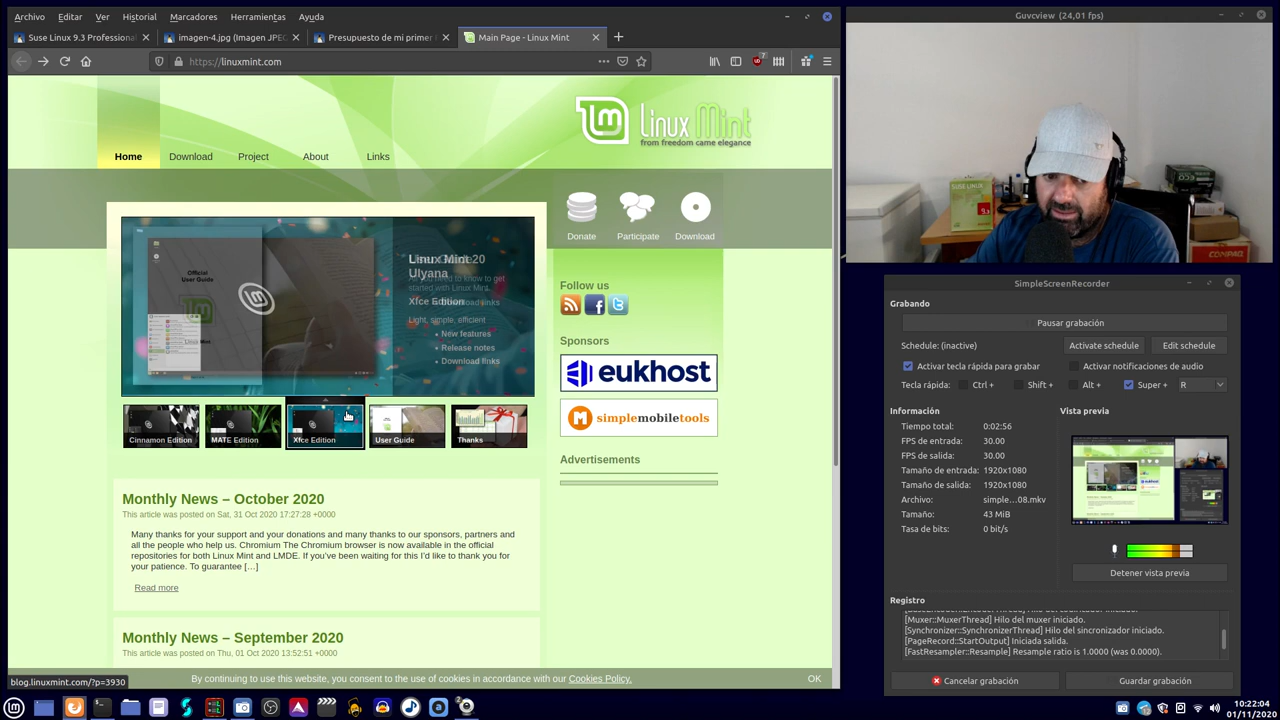 Archivo Editar Ver Historial Marcadores Herramientas Ayuda
Suse Linux 9.3 Professiona
imagen-4.jpg (Imagen JPEG
Presupuesto de mi primer
Main Page - Linux Mint
https://linuxmint.com
Linux Mint
from freedom came elegance
Home Download Project About Links
Donate Participate Download
Official
User Guide
Linux Mint 20
Ulyana
Xfce Edition
Light, simple, efficient
New features
Release notes
Download links
Cinnamon Edition
MATE Edition
Xfce Edition
User Guide
Thanks
Follow us
Sponsors
eukhost
simplemobiletools
Advertisements
Monthly News – October 2020
This article was posted on Sat, 31 Oct 2020 17:27:28 +0000
Many thanks for your support and your donations and many thanks to our sponsors, partners and
all the people who help us. Chromium The Chromium browser is now available in the official
repositories for both Linux Mint and LMDE. If you've been waiting for this I'd like to thank you for
your patience. To guarantee […]
Read more
Monthly News – September 2020
This article was posted on Thu, 01 Oct 2020 13:52:51 +0000
By continuing to use this website, you consent to the use of cookies in accordance with our Cookies Policy. OK
blog.linuxmint.com/?p=3930
Guvcview (24,01 fps)
SUSE LINUX
9.3
COMPAQ
SimpleScreenRecorder
Grabando
Pausar grabación
Schedule: (inactive) Activate schedule Edit schedule
Activar tecla rápida para grabar Activar notificaciones de audio
Tecla rápida: Ctrl + Shift + Alt + Super + R
Información
Tiempo total: 0:02:56
FPS de entrada: 30.00
FPS de salida: 30.00
Tamaño de entrada: 1920x1080
Tamaño de salida: 1920x1080
Archivo: simple...08.mkv
Tamaño: 43 MiB
Tasa de bits: 0 bit/s
Vista previa
Detener vista previa
Registro
[Muxer::MuxerThread] Hilo del muxer iniciado.
[Synchronizer::SynchronizerThread] Hilo del sincronizador iniciado.
[PageRecord::StartOutput] Iniciada salida.
[FastResampler::Resample] Resample ratio is 1.0000 (was 0.0000).
Cancelar grabación Guardar grabación
10:22:04
01/11/2020